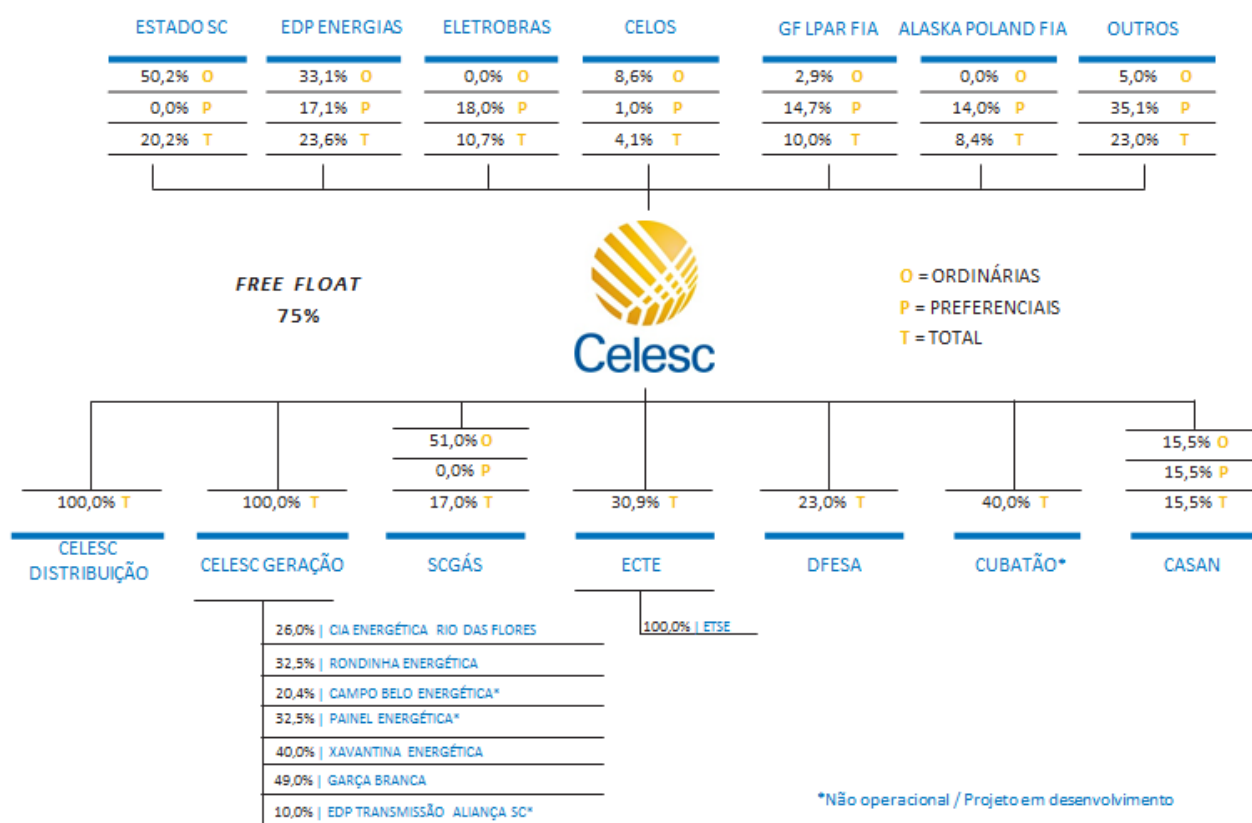 ESTADO SC EDP ENERGIAS ELETROBRAS CELOS GF LPAR FIA ALASKA POLAND FIA OUTROS
50,2% O 33,1% O 0,0% O 8,6% O 2,9% O 0,0% O 5,0% O
0,0% P 17,1% P 18,0% P 1,0% P 14,7% P 14,0% P 35,1% P
20,2% T 23,6% T 10,7% T 4,1% T 10,0% T 8,4% T 23,0% T
FREE FLOAT
75%
Celesc
O = ORDINÁRIAS
P = PREFERENCIAIS
T = TOTAL
51,0% O 15,5% O
0,0% P 15,5% P
100,0% T 100,0% T 17,0% T 30,9% T 23,0% T 40,0% T 15,5% T
CELESC
DISTRIBUIÇÃO CELESC GERAÇÃO SCGÁS ECTE DFESA CUBATÃO* CASAN
26,0% | CIA ENERGÉTICA RIO DAS FLORES
32,5% | RONDINHA ENERGÉTICA
20,4% | CAMPO BELO ENERGÉTICA*
32,5% | PAINEL ENERGÉTICA*
40,0% | XAVANTINA ENERGÉTICA
49,0% | GARÇA BRANCA
10,0% | EDP TRANSMISSÃO ALIANÇA SC*
100,0% | ETSE
*Não operacional / Projeto em desenvolvimento